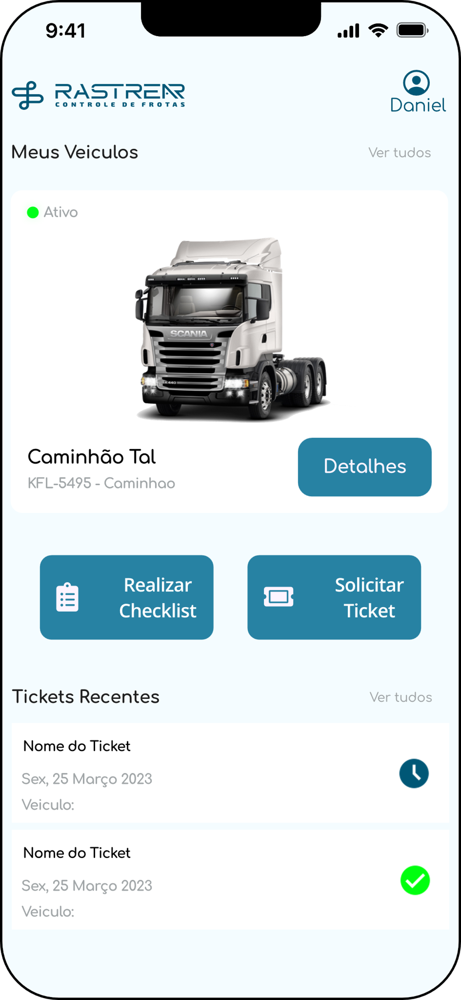 9:41
RASTREAR
CONTROLE DE FROTAS
Daniel
Meus Veiculos
Ver tudos
Ativo
SCANIA
R 440
Caminhão Tal
KFL-5495 - Caminhao
Detalhes
Realizar
Checklist
Solicitar
Ticket
Tickets Recentes
Ver tudos
Nome do Ticket
Sex, 25 Março 2023
Veiculo:
Nome do Ticket
Sex, 25 Março 2023
Veiculo: